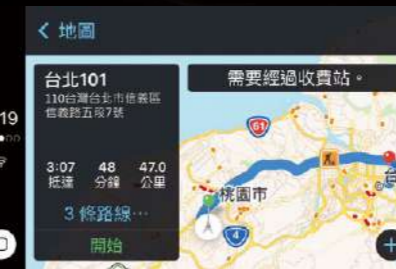 地圖
台北101
110台灣台北市信義區
信義路五段7號
3:07 48 47.0
抵達 分鐘 公里
3 條路線…
開始
需要經過收費站。
19
61
桃園市
4